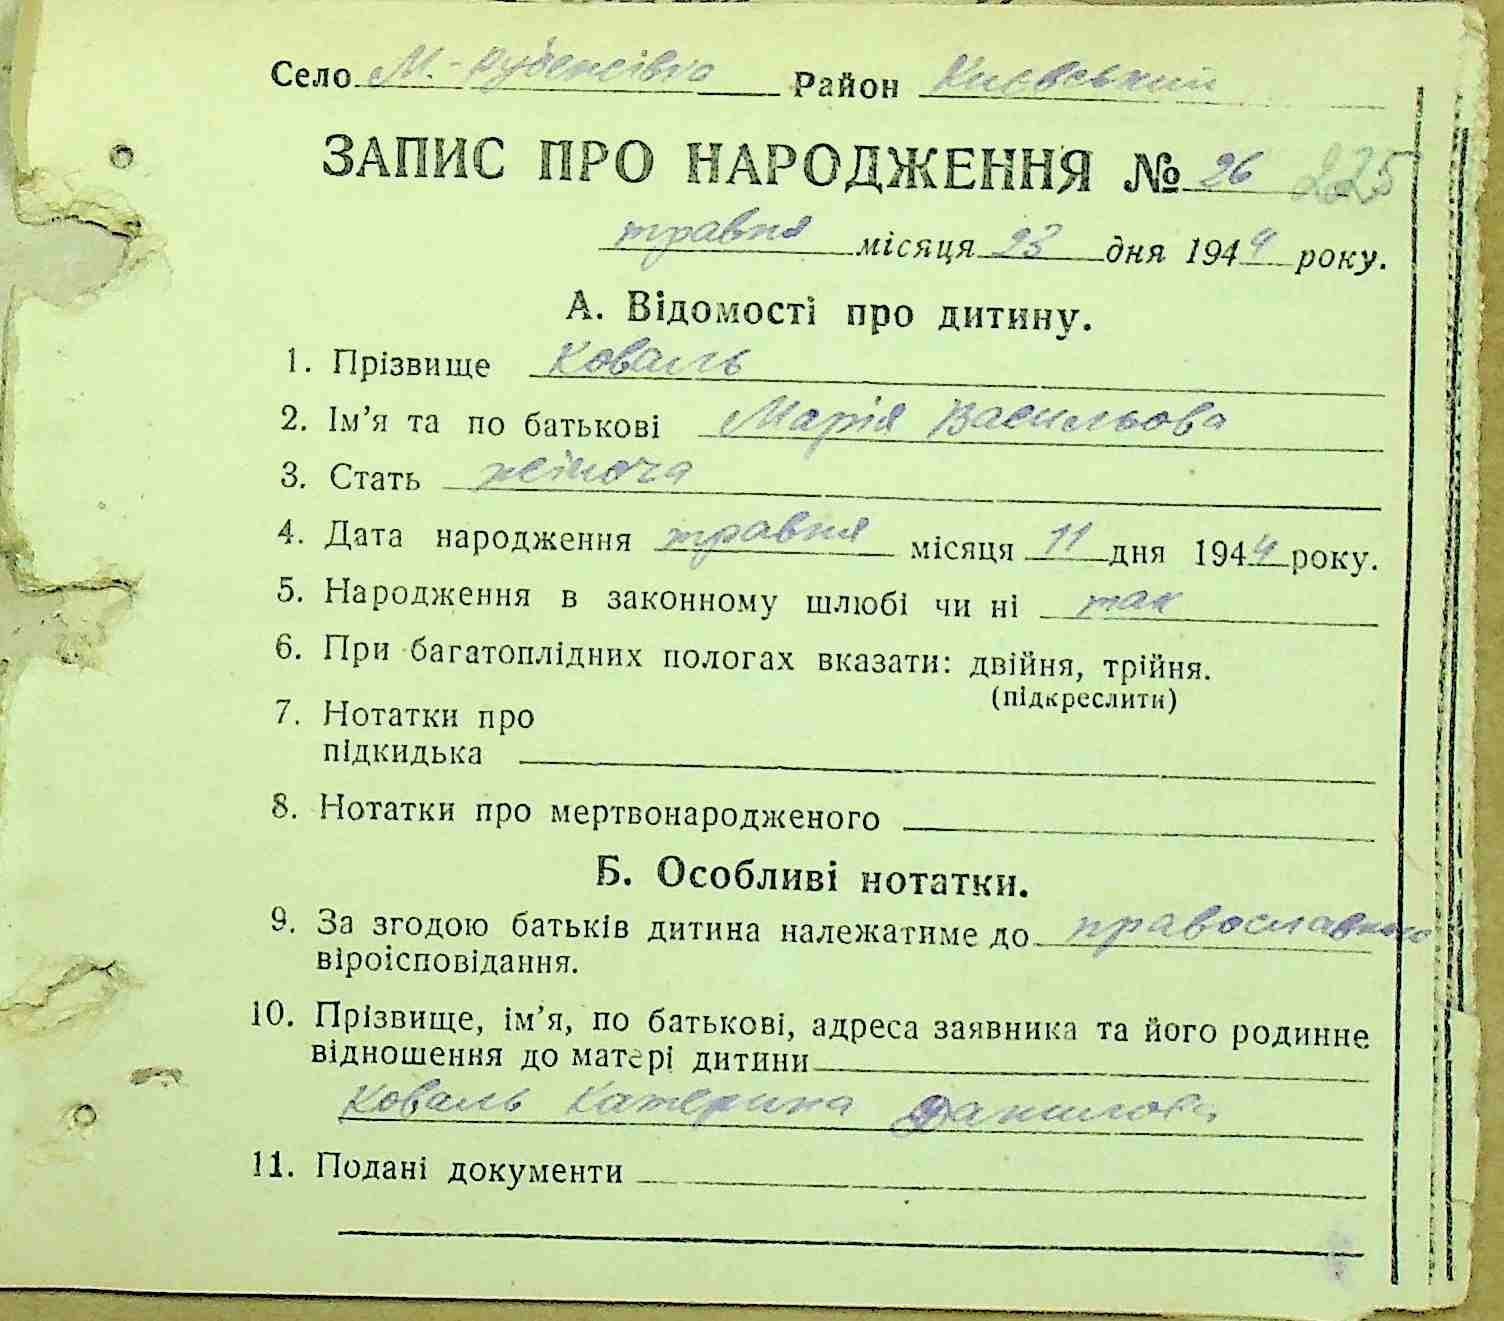 Село М.-Рубежівка Район Києвський
ЗАПИС ПРО НАРОДЖЕННЯ № 26 225
травня місяця 23 дня 1944 року.
А. Відомості про дитину.
1. Прізвище Коваль
2. Ім’я та по батькові Марія Васильова
3. Стать жіноча
4. Дата народження травня місяця 11 дня 1944 року.
5. Народження в законному шлюбі чи ні так
6. При багатоплідних пологах вказати: двійня, трійня.
(підкреслити)
7. Нотатки про
підкидька
8. Нотатки про мертвонародженого
Б. Особливі нотатки.
9. За згодою батьків дитина належатиме до православного
віроісповідання.
10. Прізвище, ім’я, по батькові, адреса заявника та його родинне
відношення до матері дитини
Коваль Катерина Данилова
11. Подані документи